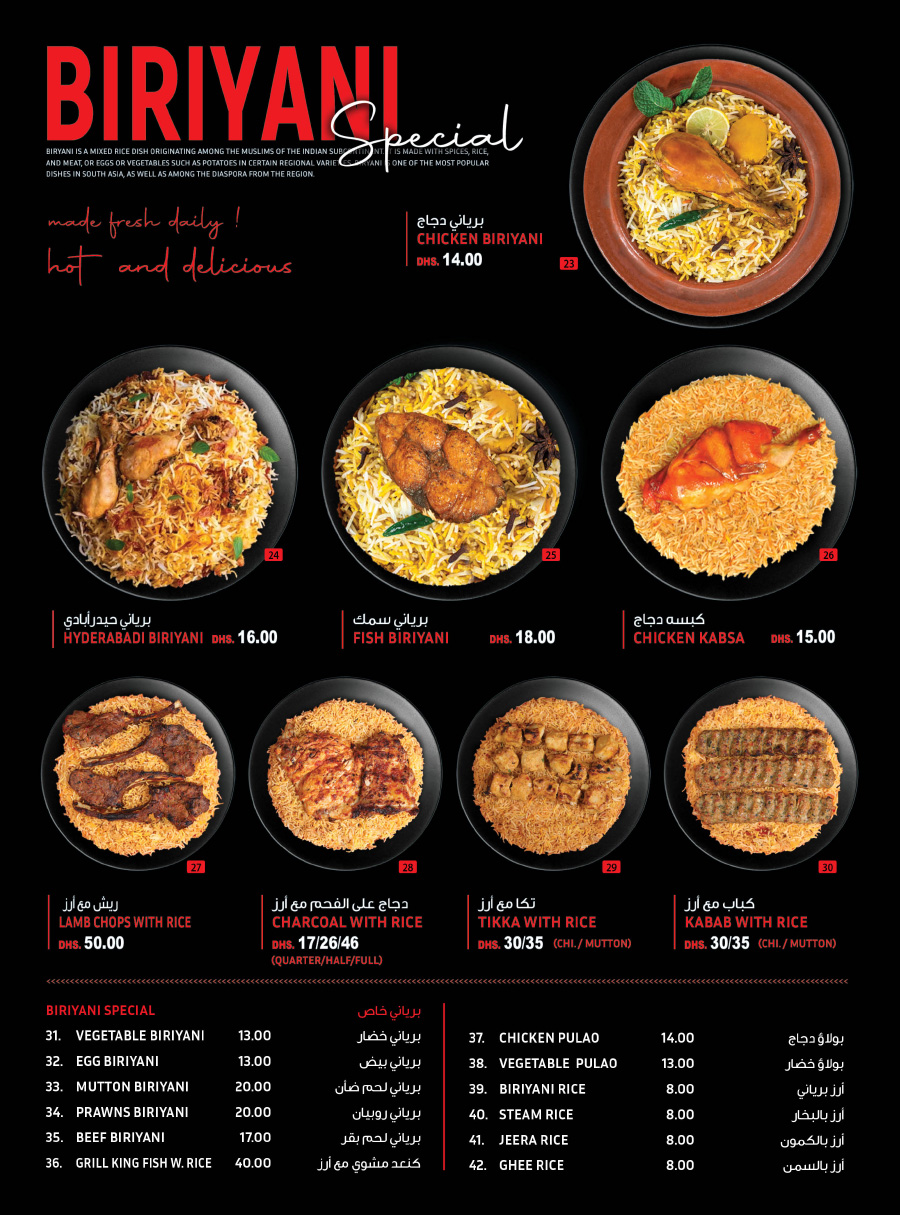 BIRIYANI
Special
BIRYANI IS A MIXED RICE DISH ORIGINATING AMONG THE MUSLIMS OF THE INDIAN SUBCONTINENT. IT IS MADE WITH SPICES, RICE,
AND MEAT, OR EGGS OR VEGETABLES SUCH AS POTATOES IN CERTAIN REGIONAL VARIETIES. BIRYANI IS ONE OF THE MOST POPULAR
DISHES IN SOUTH ASIA, AS WELL AS AMONG THE DIASPORA FROM THE REGION.
made fresh daily !
hot and delicious
برياني دجاج
CHICKEN BIRIYANI
DHS. 14.00
23
24
25
26
برياني حيدرأبادي
HYDERABADI BIRIYANI DHS. 16.00
برياني سمك
FISH BIRIYANI DHS. 18.00
كبسه دجاج
CHICKEN KABSA DHS. 15.00
27
28
29
30
ريش مع أرز
LAMB CHOPS WITH RICE
DHS. 50.00
دجاج على الفحم مع أرز
CHARCOAL WITH RICE
DHS. 17/26/46
(QUARTER/HALF/FULL)
تكا مع أرز
TIKKA WITH RICE
DHS. 30/35 (CHI./ MUTTON)
كباب مع أرز
KABAB WITH RICE
DHS. 30/35 (CHI./ MUTTON)
BIRIYANI SPECIAL برياني خاص
31. VEGETABLE BIRIYANI 13.00 برياني خضار
32. EGG BIRIYANI 13.00 برياني بيض
33. MUTTON BIRIYANI 20.00 برياني لحم ضأن
34. PRAWNS BIRIYANI 20.00 برياني روبيان
35. BEEF BIRIYANI 17.00 برياني لحم بقر
36. GRILL KING FISH W. RICE 40.00 كنعد مشوي مع أرز
37. CHICKEN PULAO 14.00 بولاؤ دجاج
38. VEGETABLE PULAO 13.00 بولاؤ خضار
39. BIRIYANI RICE 8.00 أرز برياني
40. STEAM RICE 8.00 أرز بالبخار
41. JEERA RICE 8.00 أرز بالكمون
42. GHEE RICE 8.00 أرز بالسمن